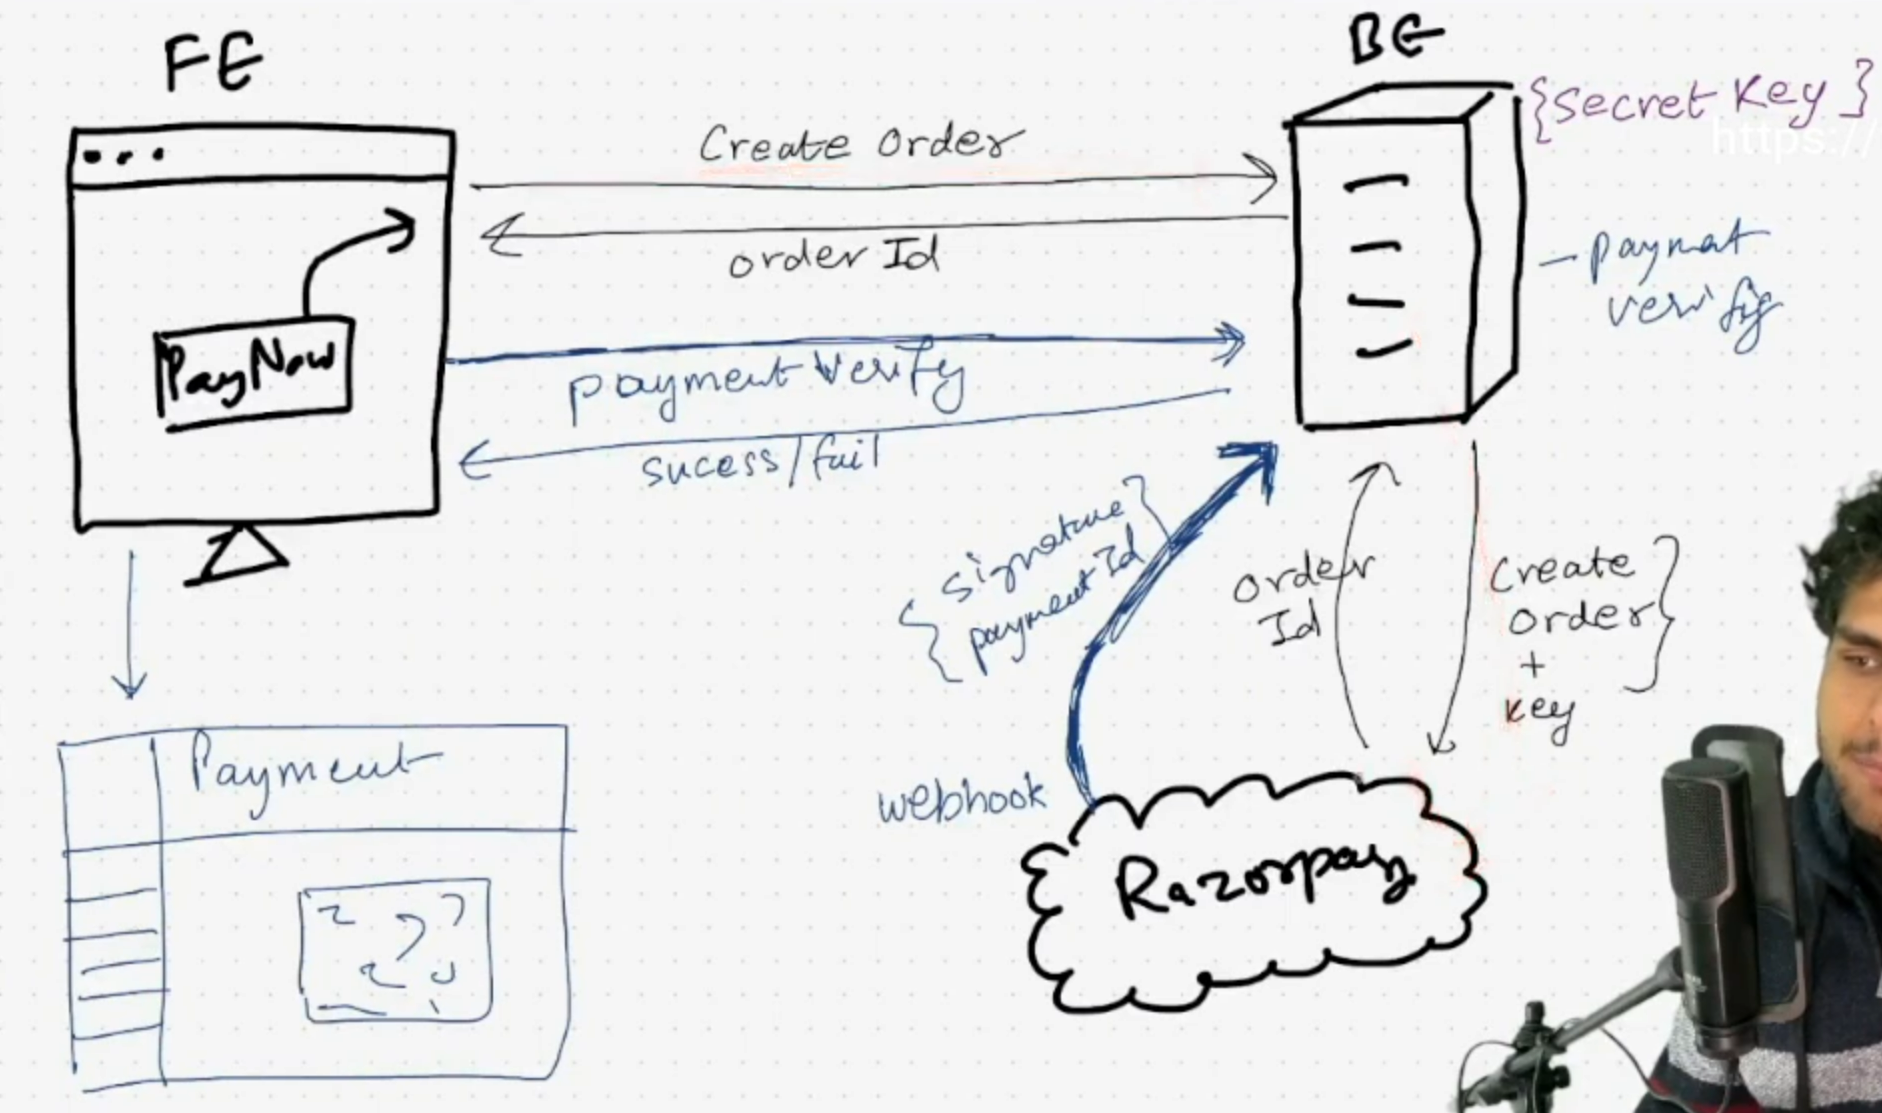 FE
BE
{Secret Key}
https://
Create Order
order Id
PayNow
- paymat
verify
payment verify
sucess/fail
{ signature
payment Id }
order
Id
Create
order
+
key }
webhook
Razorpay
Payment